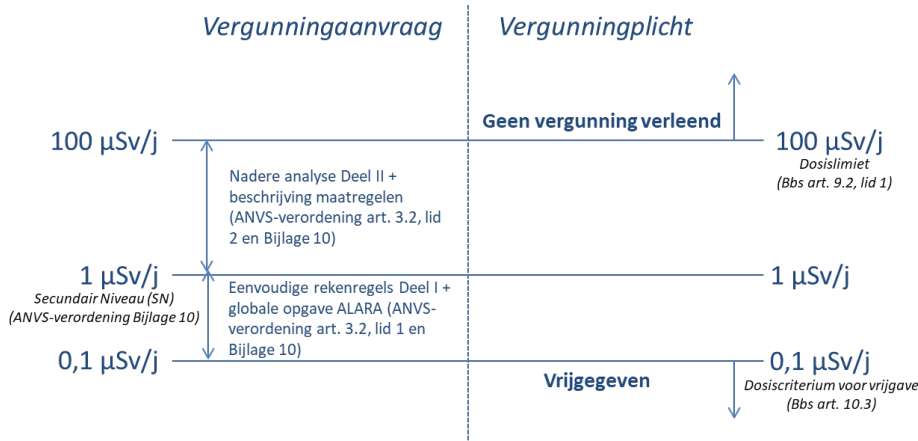 Vergunningaanvraag
Vergunningplicht
Geen vergunning verleend
100 µSv/j
100 µSv/j
Dosislimiet
(Bbs art. 9.2, lid 1)
Nadere analyse Deel II +
beschrijving maatregelen
(ANVS-verordening art. 3.2, lid
2 en Bijlage 10)
1 µSv/j
1 µSv/j
Secundair Niveau (SN)
(ANVS-verordening Bijlage 10)
Eenvoudige rekenregels Deel I +
globale opgave ALARA (ANVS-
verordening art. 3.2, lid 1 en
Bijlage 10)
0,1 µSv/j
0,1 µSv/j
Vrijgegeven
Dosiscriterium voor vrijgave
(Bbs art. 10.3)